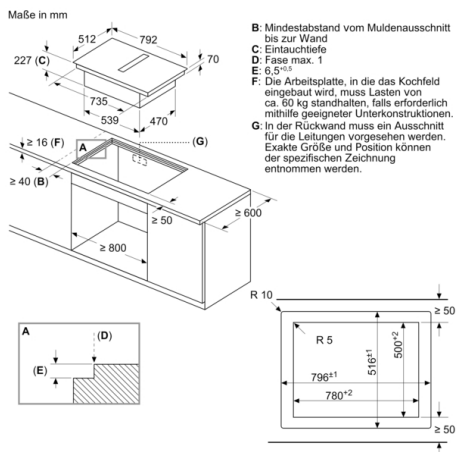 Maße in mm
512
792
227 (C)
70
735
539
470
(G)
≥ 16 (F)
A
≥ 40 (B)
≥ 50
≥ 600
≥ 800
B: Mindestabstand vom Muldenausschnitt
bis zur Wand
C: Eintauchtiefe
D: Fase max. 1
E: 6,5⁺⁰,⁵
F: Die Arbeitsplatte, in die das Kochfeld
eingebaut wird, muss Lasten von
ca. 60 kg standhalten, falls erforderlich
mithilfe geeigneter Unterkonstruktionen.
G: In der Rückwand muss ein Ausschnitt
für die Leitungen vorgesehen werden.
Exakte Größe und Position können
der spezifischen Zeichnung
entnommen werden.
A
(D)
(E)
R 10
≥ 50
R 5
516±1
500+2
796±1
780+2
≥ 50